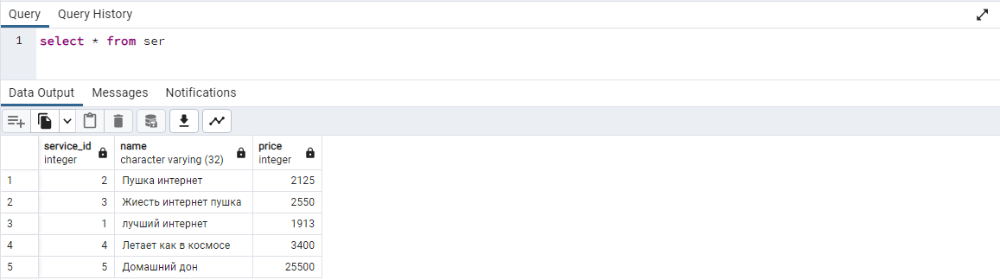 Query Query History
1 select * from ser
Data Output Messages Notifications
service_id name price
integer character varying (32) integer
1 2 Пушка интернет 2125
2 3 Жиесть интернет пушка 2550
3 1 лучший интернет 1913
4 4 Летает как в космосе 3400
5 5 Домашний дон 25500